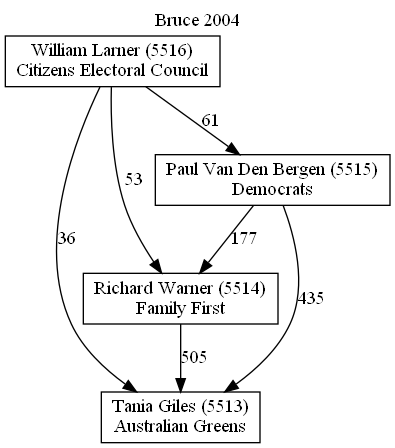 Bruce 2004
William Larner (5516)
Citizens Electoral Council
61
Paul Van Den Bergen (5515)
Democrats
53
36
177
Richard Warner (5514)
Family First
435
505
Tania Giles (5513)
Australian Greens